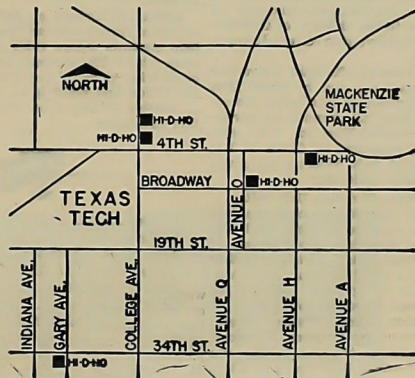 NORTH
MACKENZIE
STATE
PARK
HI-D-HO
HI-D-HO
4TH ST.
HI-D-HO
BROADWAY
HI-D-HO
TEXAS
TECH
AVENUE O
19TH ST.
INDIANA AVE.
GARY AVE.
COLLEGE AVE.
AVENUE Q
AVENUE H
AVENUE A
34TH ST.
HI-D-HO